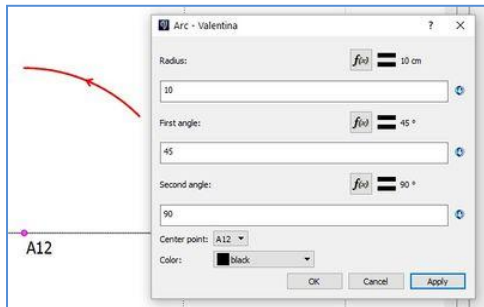 Arc - Valentina
? X
Radius:
f(x) = 10 cm
10
First angle:
f(x) = 45 °
45
Second angle:
f(x) = 90 °
90
Center point: A12
Color: black
OK Cancel Apply
A12